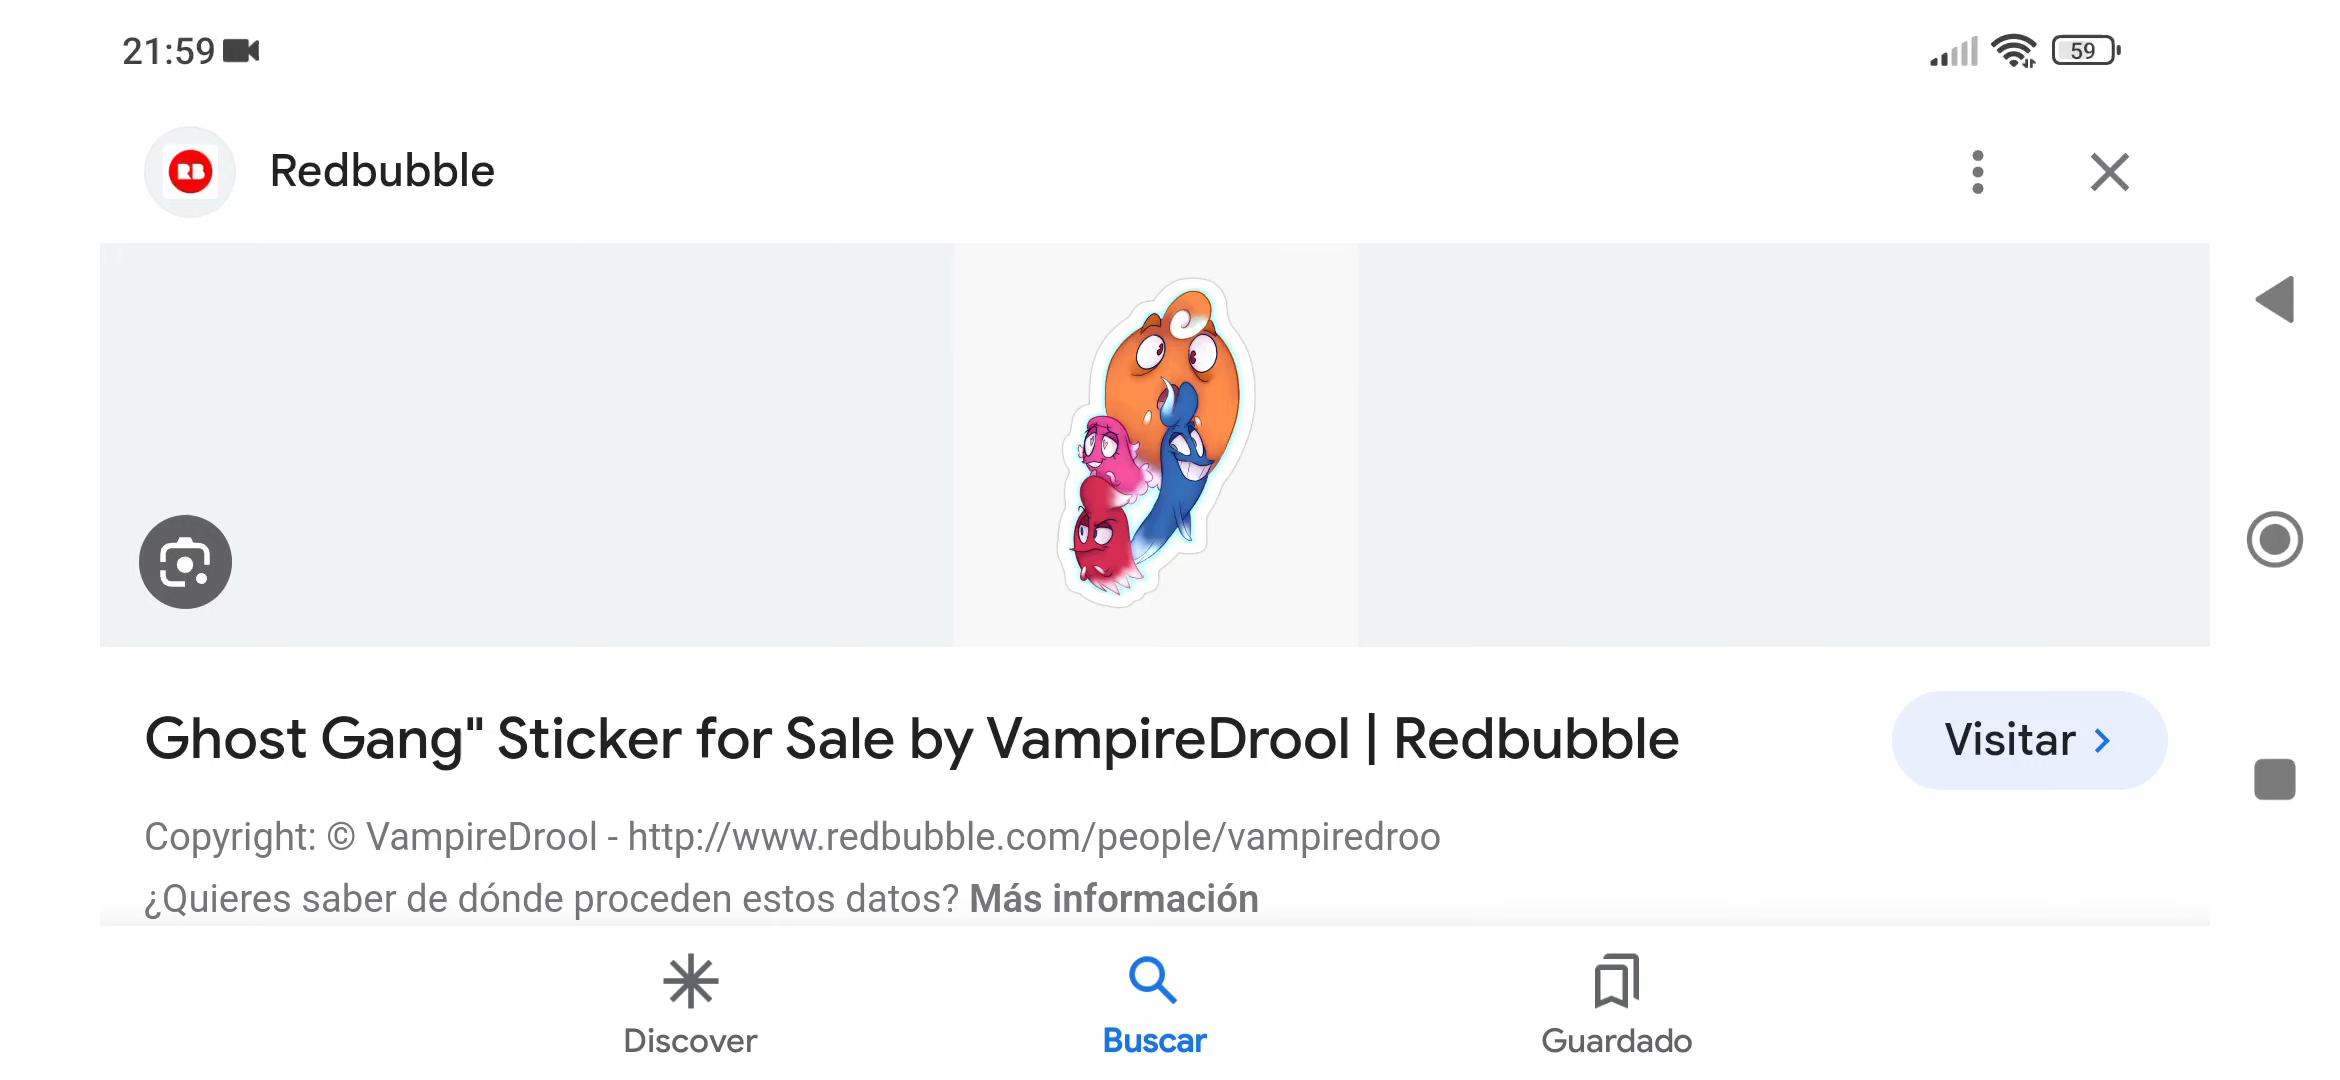 21:59
59
RB
Redbubble
Ghost Gang" Sticker for Sale by VampireDrool | Redbubble
Visitar
Copyright: © VampireDrool - http://www.redbubble.com/people/vampiredroo
¿Quieres saber de dónde proceden estos datos? Más información
Discover
Buscar
Guardado